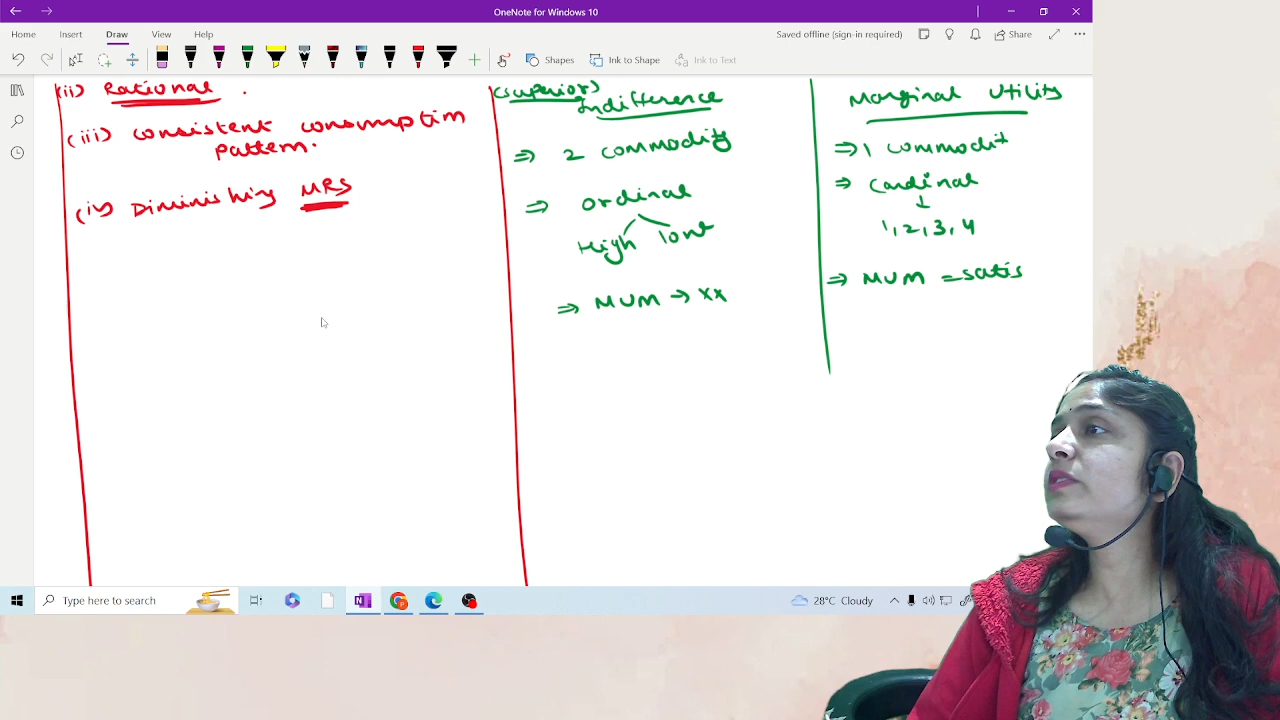 OneNote for Windows 10
Home Insert Draw View Help
Saved offline (sign-in required)
Share
Shapes
Ink to Shape
Ink to Text
(ii) Rational .
(iii) consistent consumption
pattern.
(iv) Diminishing MRS
(superior)
Indifference
⇒ 2 commodity
⇒ ordinal
High low
⇒ MUM → xx
Marginal Utility
⇒ 1 commodit
⇒ Cardinal
↓
1, 2, 3, 4
⇒ MUM = satis
Type here to search
28°C Cloudy